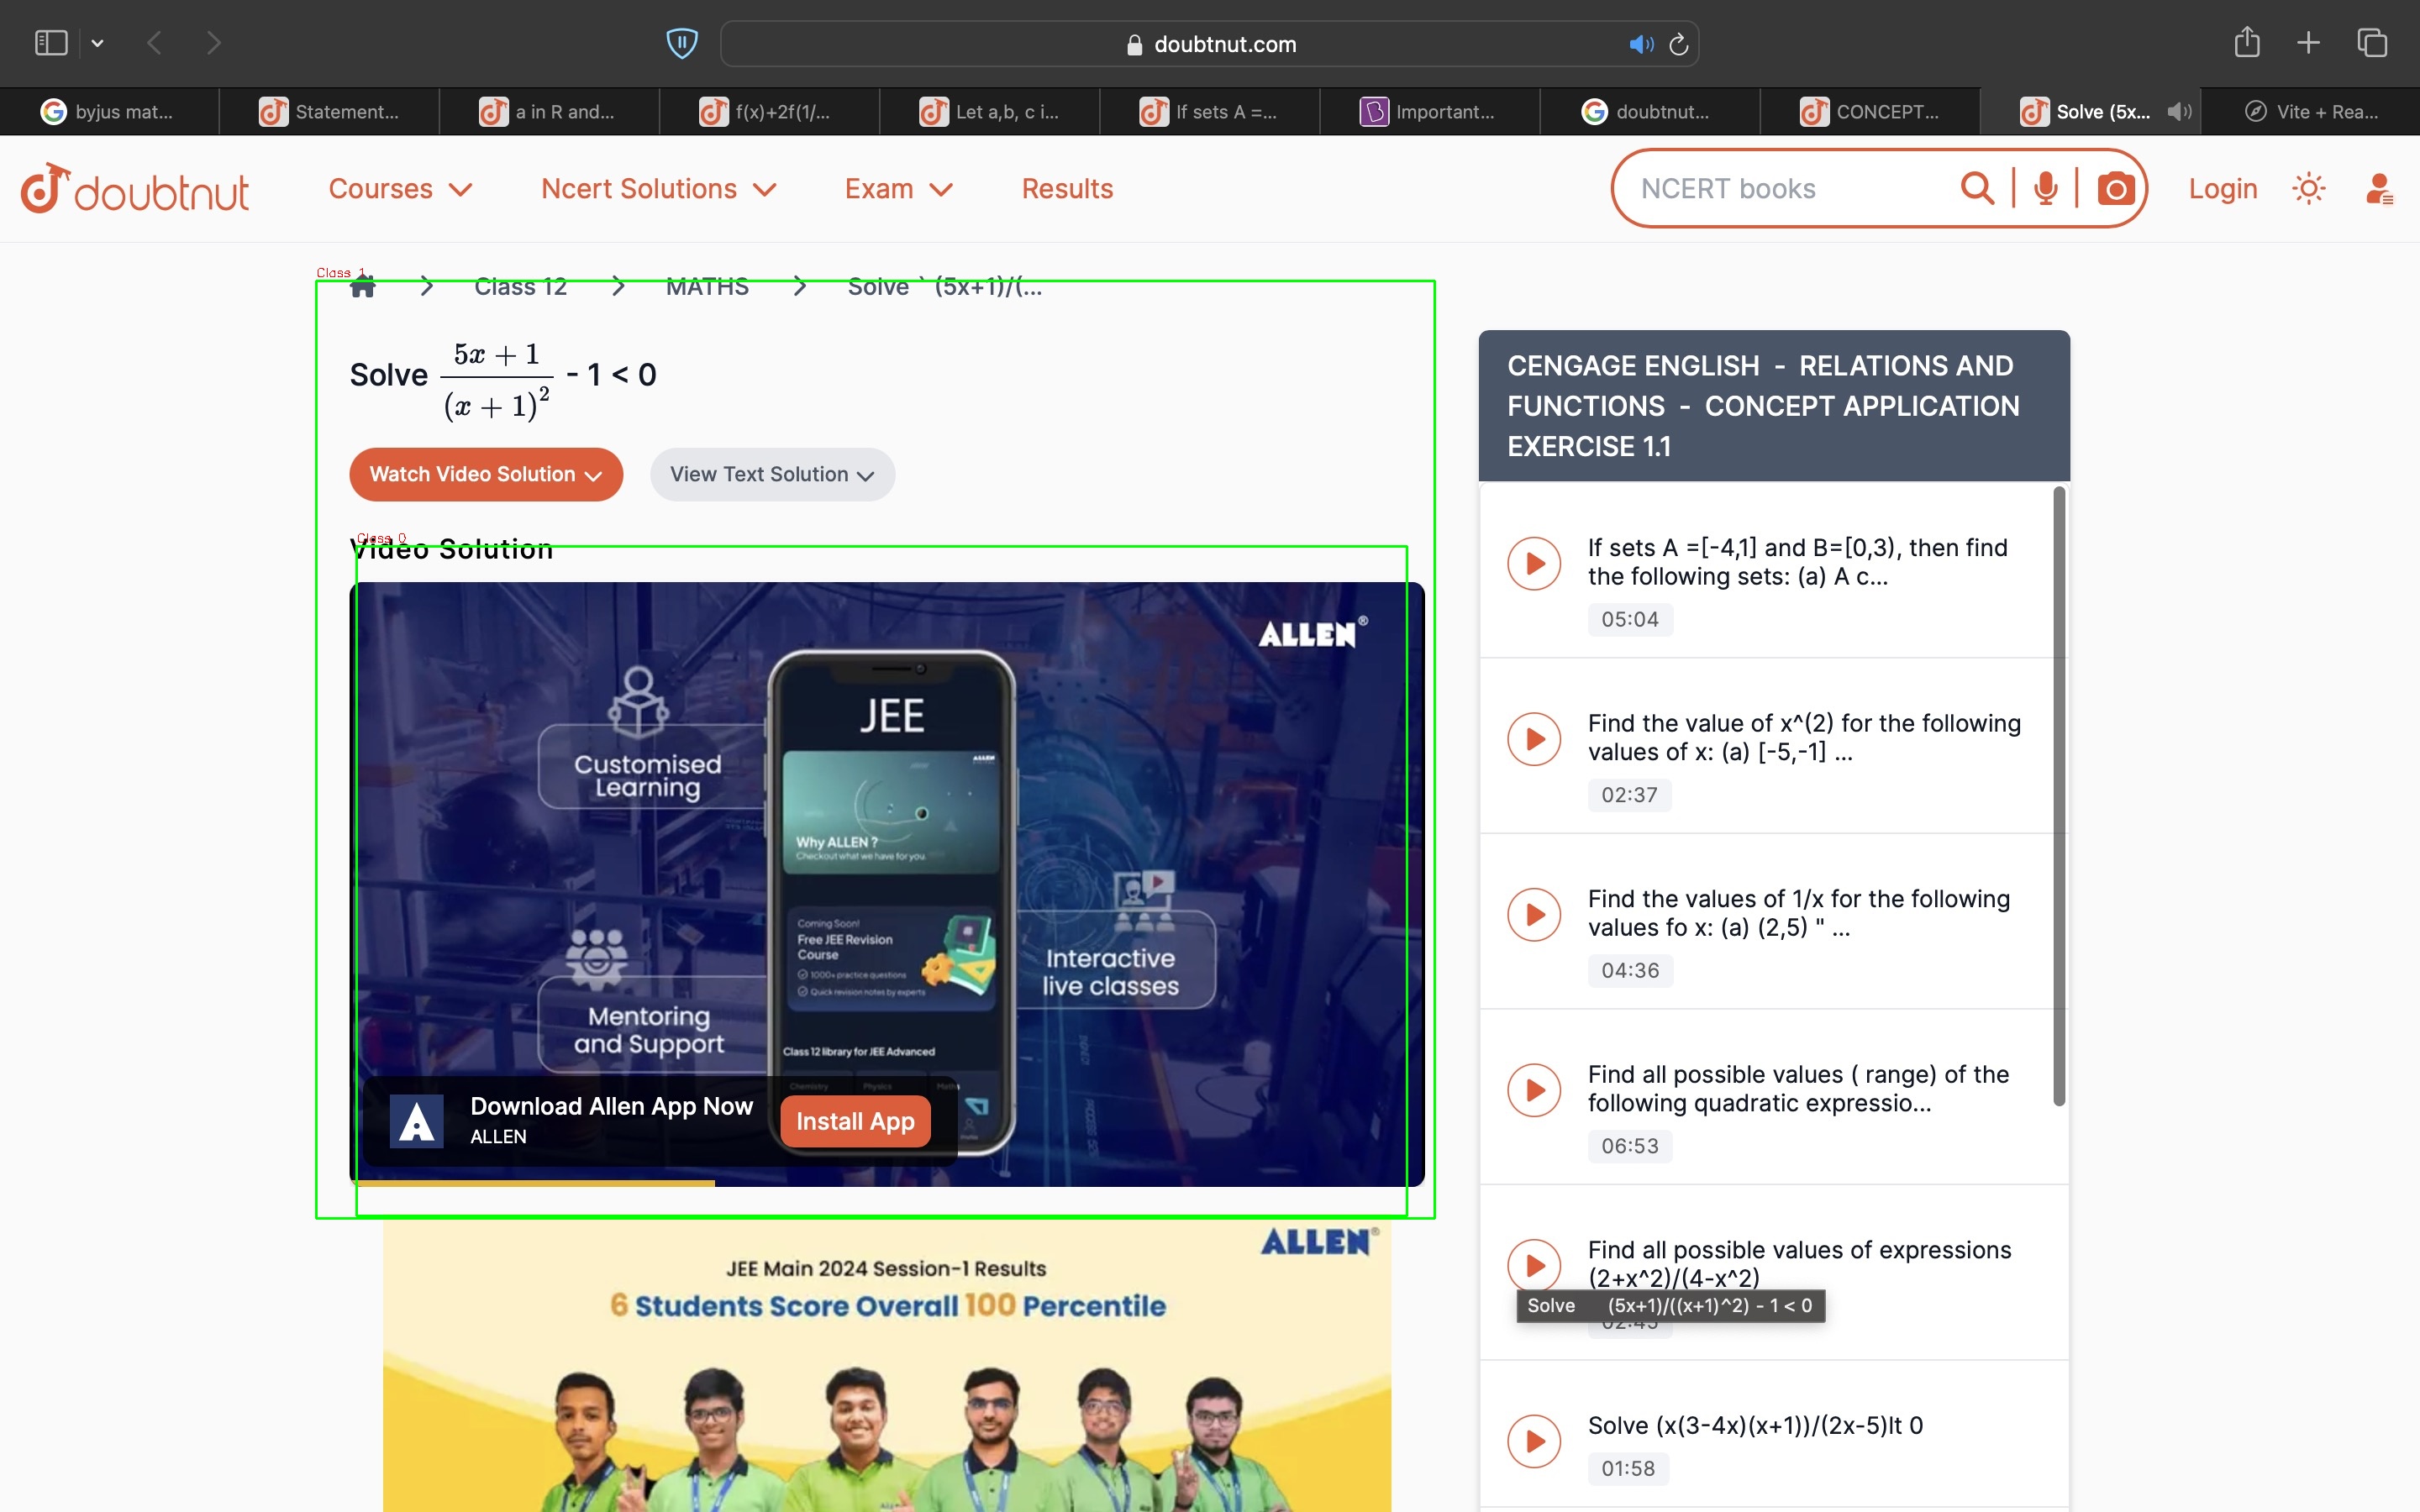 doubtnut.com
byjus mat...
Statement...
a in R and...
f(x)+2f(1/...
Let a,b, c i...
If sets A =...
Important...
doubtnut...
CONCEPT...
Solve (5x...
Vite + Rea...
doubtnut
Courses
Ncert Solutions
Exam
Results
NCERT books
Login
Class 1
Class 12
MATHS
Solve ` (5x+1)/(...
Solve \frac{5x + 1}{(x + 1)^2} - 1 < 0
Watch Video Solution
View Text Solution
Class 0
Video Solution
ALLEN®
JEE
Customised
Learning
ALLEN
Why ALLEN ?
Checkout what we have for you.
Coming Soon!
Free JEE Revision
Course
1000+ practice questions
Quick revision notes by experts
Interactive
live classes
Mentoring
and Support
Class 12 library for JEE Advanced
Chemistry
Physics
Maths
Download Allen App Now
ALLEN
Install App
ALLEN®
JEE Main 2024 Session-1 Results
6 Students Score Overall 100 Percentile
CENGAGE ENGLISH - RELATIONS AND
FUNCTIONS - CONCEPT APPLICATION
EXERCISE 1.1
If sets A =[-4,1] and B=[0,3), then find
the following sets: (a) A c...
05:04
Find the value of x^(2) for the following
values of x: (a) [-5,-1] ...
02:37
Find the values of 1/x for the following
values fo x: (a) (2,5) " ...
04:36
Find all possible values ( range) of the
following quadratic expressio...
06:53
Find all possible values of expressions
(2+x^2)/(4-x^2)
Solve (5x+1)/((x+1)^2) - 1 < 0
Solve (x(3-4x)(x+1))/(2x-5)lt 0
01:58